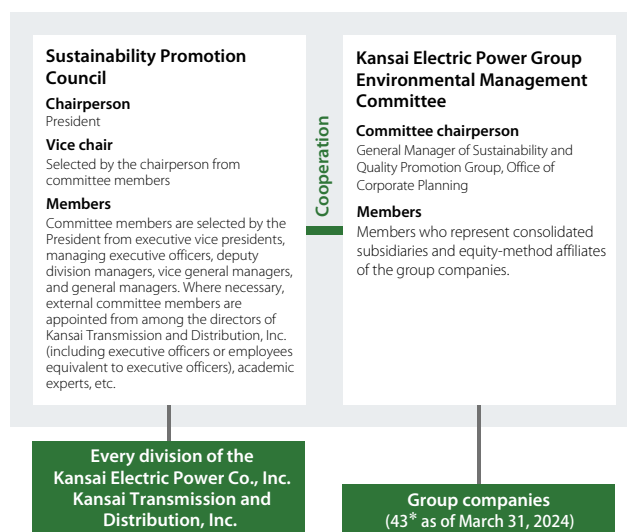 Sustainability Promotion
Council
Chairperson
President
Vice chair
Selected by the chairperson from
committee members
Members
Committee members are selected by the
President from executive vice presidents,
managing executive officers, deputy
division managers, vice general managers,
and general managers. Where necessary,
external committee members are
appointed from among the directors of
Kansai Transmission and Distribution, Inc.
(including executive officers or employees
equivalent to executive officers), academic
experts, etc.
Cooperation
Kansai Electric Power Group
Environmental Management
Committee
Committee chairperson
General Manager of Sustainability and
Quality Promotion Group, Office of
Corporate Planning
Members
Members who represent consolidated
subsidiaries and equity-method affiliates
of the group companies.
Every division of the
Kansai Electric Power Co., Inc.
Kansai Transmission and
Distribution, Inc.
Group companies
(43* as of March 31, 2024)